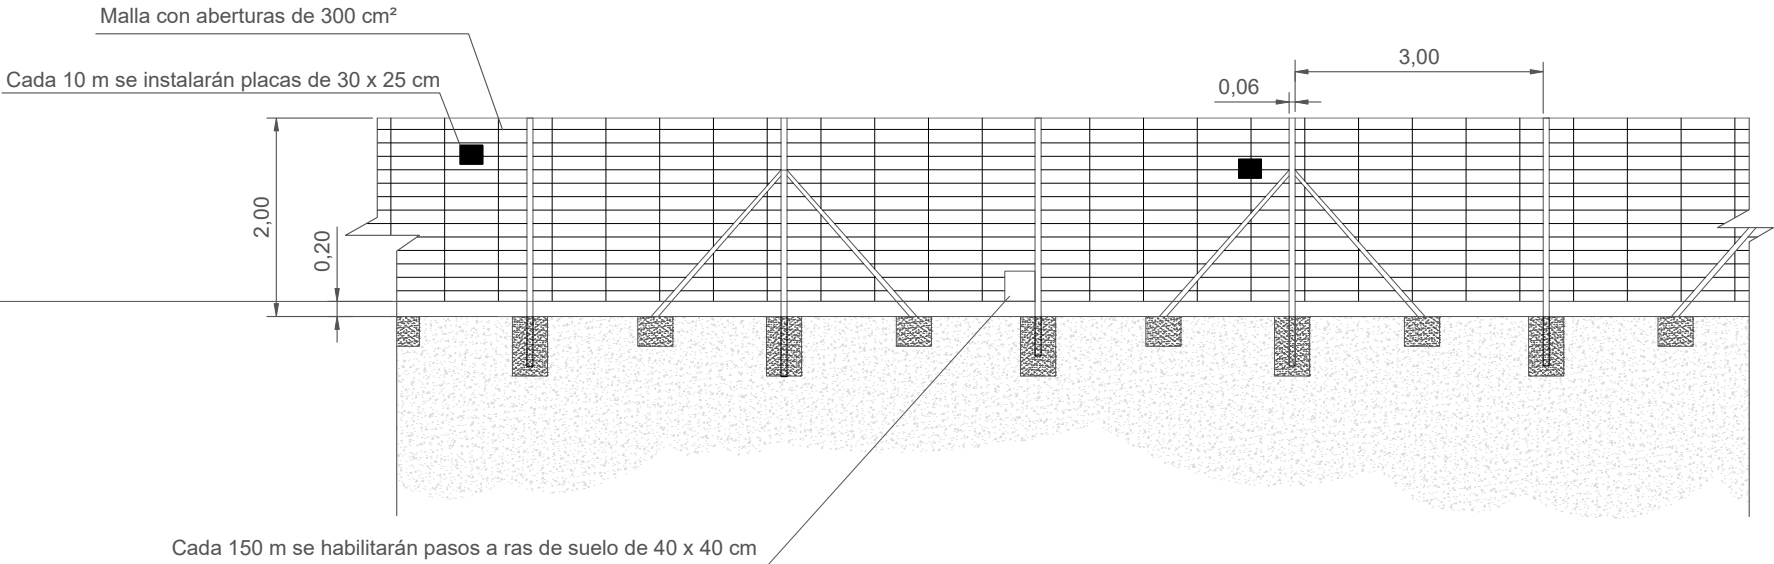 Malla con aberturas de 300 cm²
Cada 10 m se instalarán placas de 30 x 25 cm
3,00
0,06
2,00
0,20
Cada 150 m se habilitarán pasos a ras de suelo de 40 x 40 cm